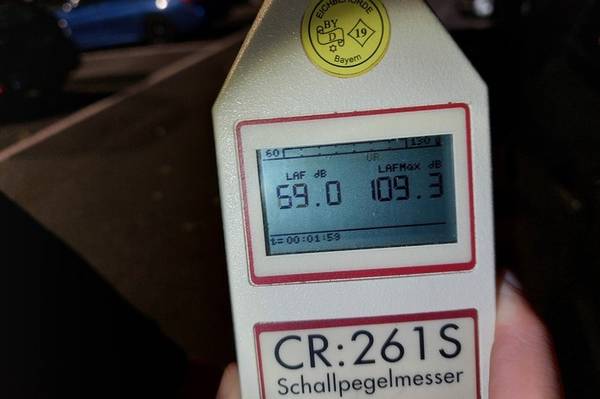 EICHBEHÖRDE
BY
D
19
Bayern
60
130
UR
LAF dB
LAFMax dB
69.0
109.3
t= 00:01:59
CR:261S
Schallpegelmesser